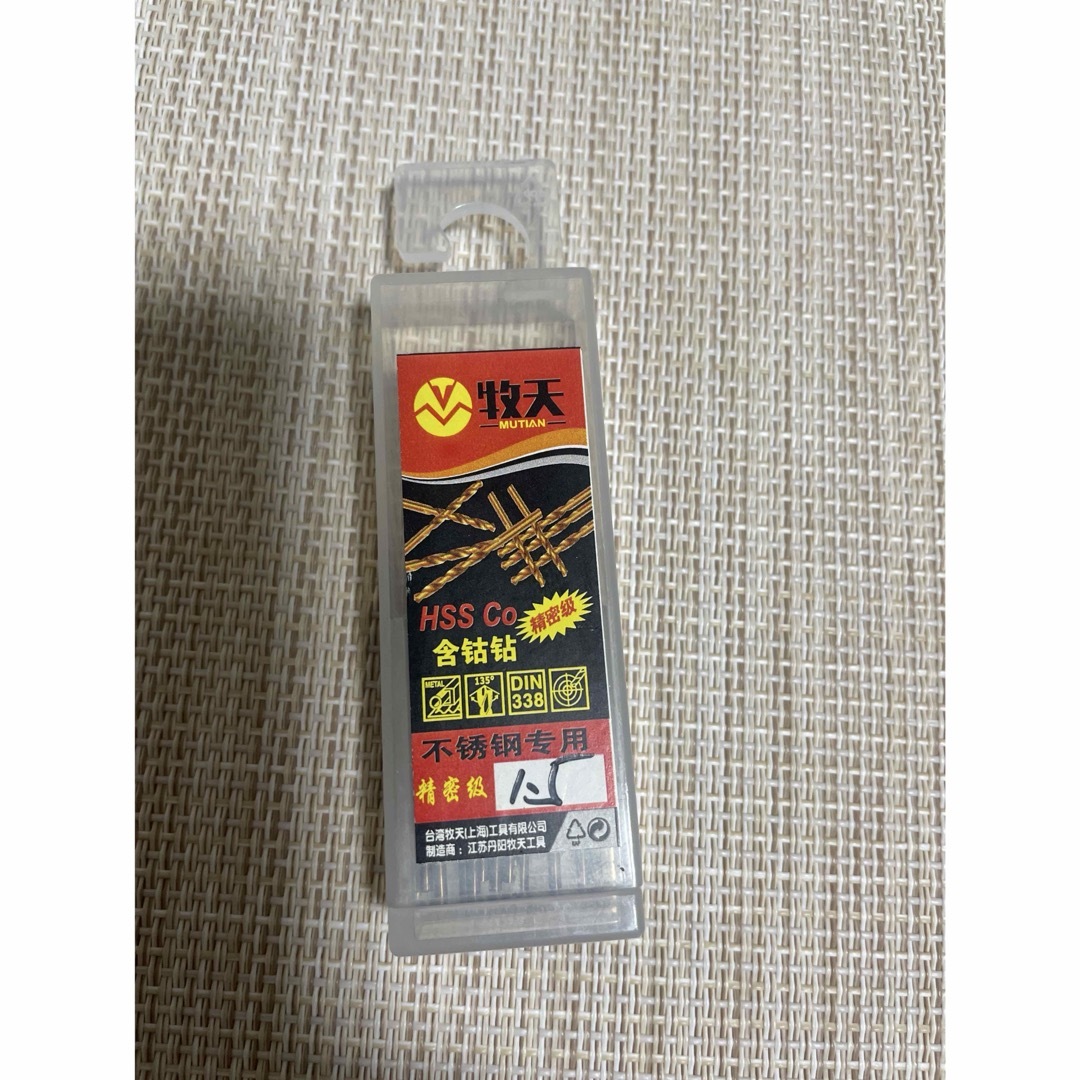 牧天
MUTIAN
HSS Co
精密级
含钴钻
METAL
135°
DIN
338
不锈钢专用
精密级
1.5
台湾牧天(上海)工具有限公司
制造商：江苏丹阳牧天工具